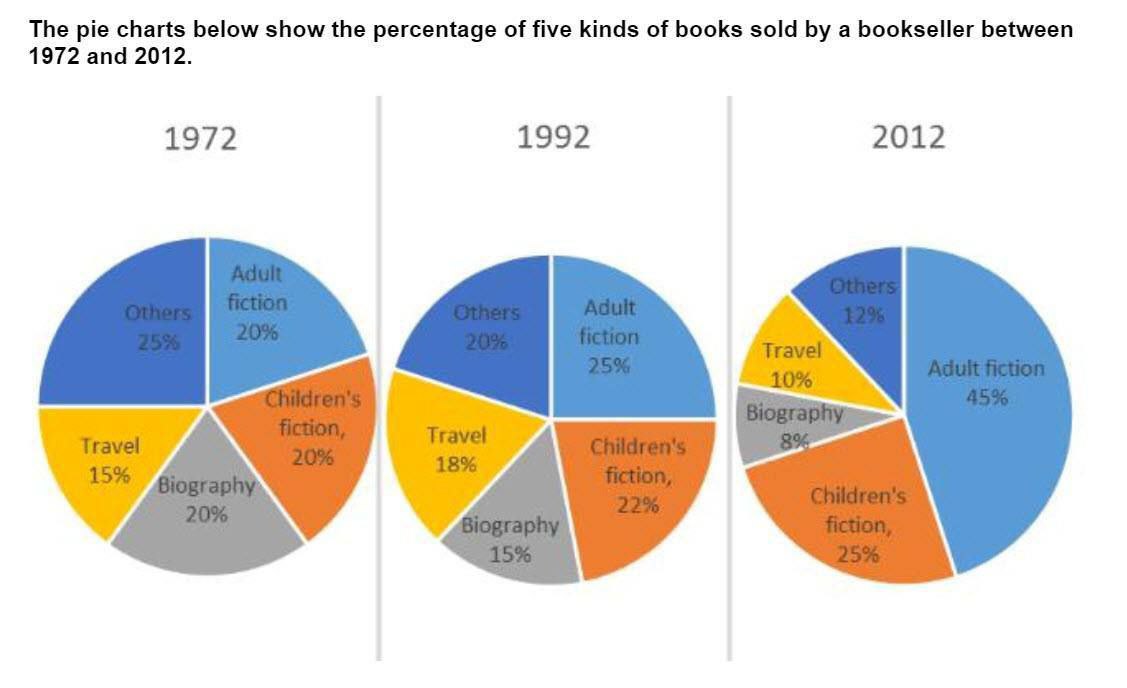 The pie charts below show the percentage of five kinds of books sold by a bookseller between
1972 and 2012.
1972
Others
25%
Adult
fiction
20%
Children's
fiction,
20%
Biography
20%
Travel
15%
1992
Others
20%
Adult
fiction
25%
Children's
fiction,
22%
Biography
15%
Travel
18%
2012
Others
12%
Adult fiction
45%
Children's
fiction,
25%
Biography
8%
Travel
10%